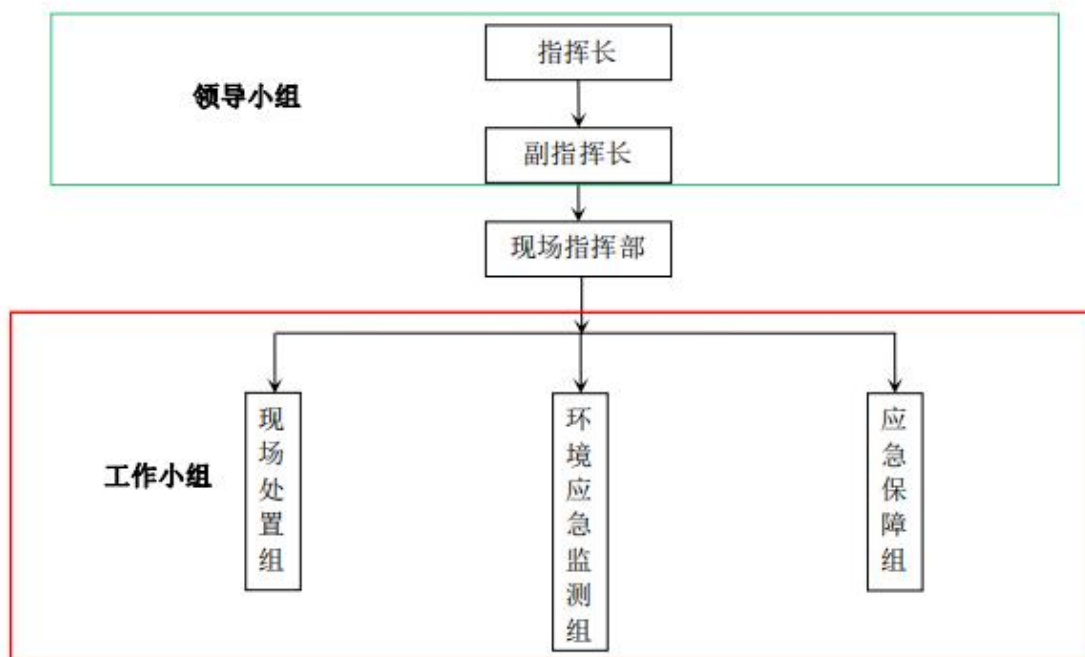 指挥长
领导小组
副指挥长
现场指挥部
工作小组
现场处置组
环境应急监测组
应急保障组